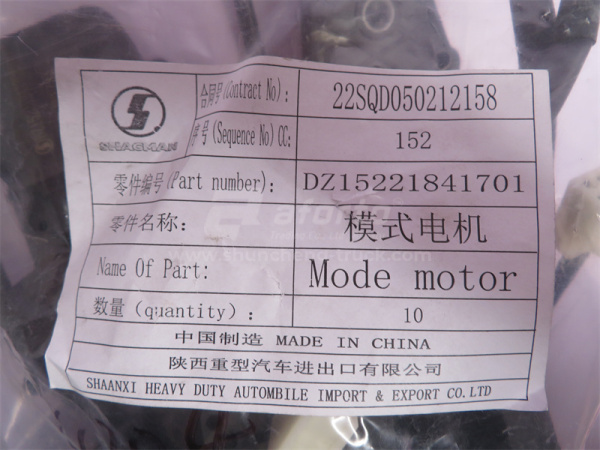 SHACMAN
合同号(Contract No): 22SQD050212158
序号(Sequence No)CC: 152
零件编号(Part number): DZ15221841701
零件名称: 模式电机
Name Of Part: Mode motor
数量(quantity): 10
中国制造 MADE IN CHINA
陕西重型汽车进出口有限公司
SHAANXI HEAVY DUTY AUTOMBILE IMPORT & EXPORT CO.LTD